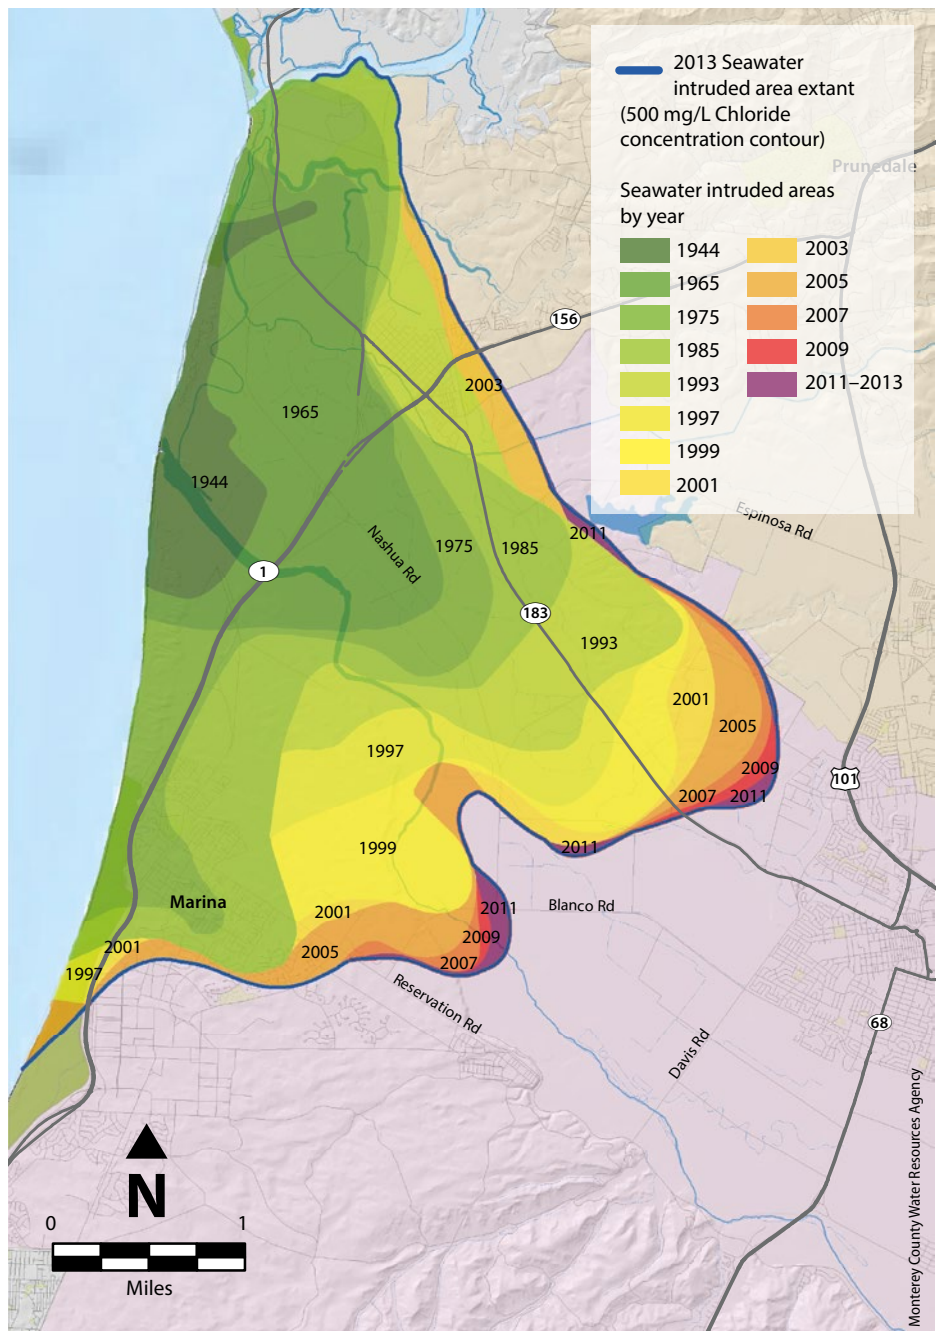 2013 Seawater
intruded area extant
(500 mg/L Chloride
concentration contour)
Prunedale
Seawater intruded areas
by year
1944
1965
1975
1985
1993
1997
1999
2001
2003
2005
2007
2009
2011–2013
156
2003
1965
1944
Espinosa Rd
2011
Nashua Rd
1975
1985
1
183
1993
2001
2005
1997
2009
101
2007
2011
1999
2011
Marina
2001
2011
Blanco Rd
2001
2005
2009
2007
1997
Reservation Rd
68
Davis Rd
N
0
1
Miles
Monterey County Water Resources Agency